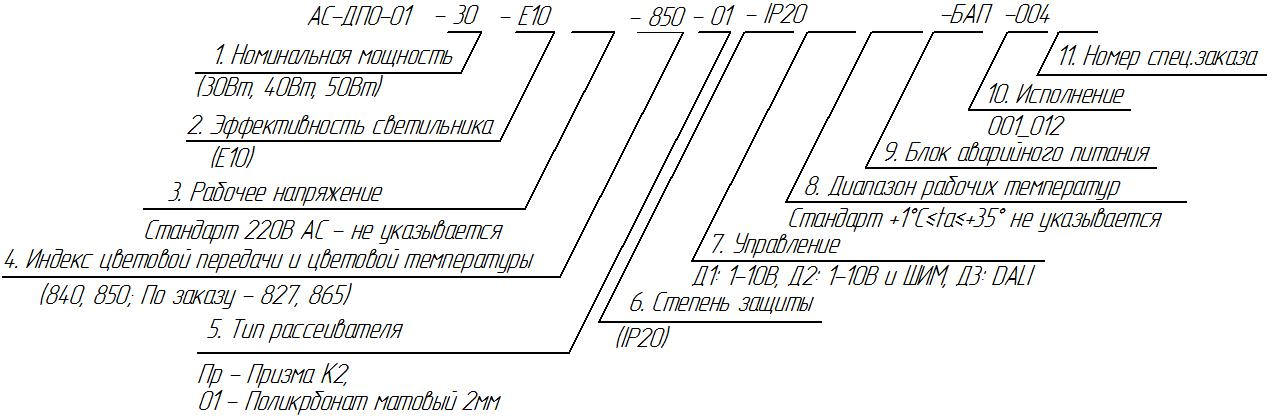 АС-ДПО-01 -30 -Е10 -850 -01 -IP20 -БАП -004
1. Номинальная мощность
(30Вт, 40Вт, 50Вт)
2. Эффективность светильника
(Е10)
3. Рабочее напряжение
Стандарт 220В АС - не указывается
4. Индекс цветовой передачи и цветовой температуры
(840, 850; По заказу - 827, 865)
5. Тип рассеивателя
Пр - Призма К2,
01 - Поликрбонат матовый 2мм
6. Степень защиты
(IP20)
7. Управление
Д1: 1-10В, Д2: 1-10В и ШИМ, Д3: DALI
8. Диапазон рабочих температур
Стандарт +1°С≤ta≤+35° не указывается
9. Блок аварийного питания
10. Исполнение
001_012
11. Номер спец.заказа